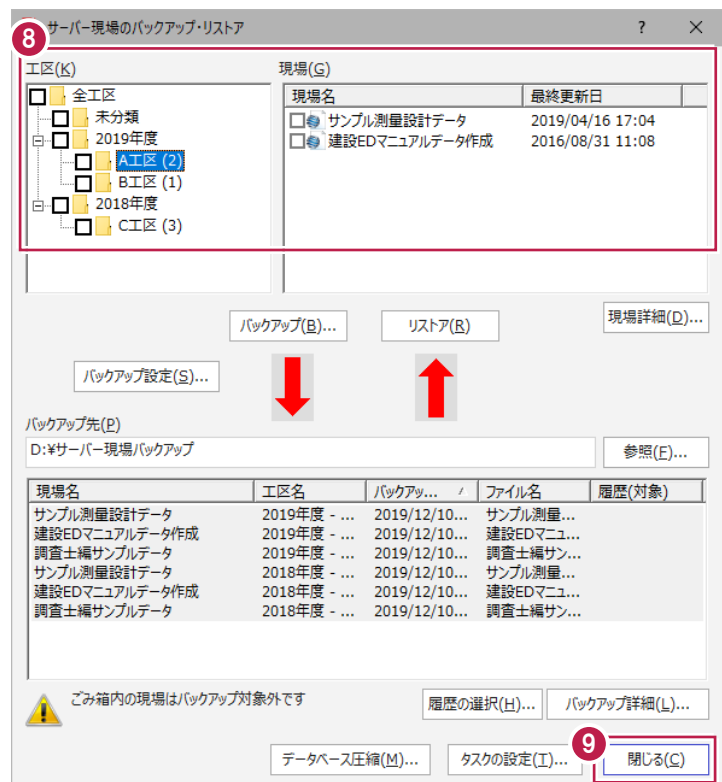 8
サーバー現場のバックアップ・リストア ? ×
工区(K) 現場(G)
全工区
未分類
2019年度
A工区 (2)
B工区 (1)
2018年度
C工区 (3)
現場名 最終更新日
サンプル測量設計データ 2019/04/16 17:04
建設EDマニュアルデータ作成 2016/08/31 11:08
現場詳細(D)...
バックアップ(B)... リストア(R)
バックアップ設定(S)...
バックアップ先(P)
D:¥サーバー現場バックアップ 参照(F)...
現場名 工区名 バックアッ... ファイル名 履歴(対象)
サンプル測量設計データ 2019年度 - ... 2019/12/10... サンプル測量...
建設EDマニュアルデータ作成 2019年度 - ... 2019/12/10... 建設EDマニュ...
調査士編サンプルデータ 2019年度 - ... 2019/12/10... 調査士編サン...
サンプル測量設計データ 2018年度 - ... 2019/12/10... サンプル測量...
建設EDマニュアルデータ作成 2018年度 - ... 2019/12/10... 建設EDマニュ...
調査士編サンプルデータ 2018年度 - ... 2019/12/10... 調査士編サン...
ごみ箱内の現場はバックアップ対象外です
履歴の選択(H)... バックアップ詳細(L)...
9
データベース圧縮(M)... タスクの設定(T)... 閉じる(C)